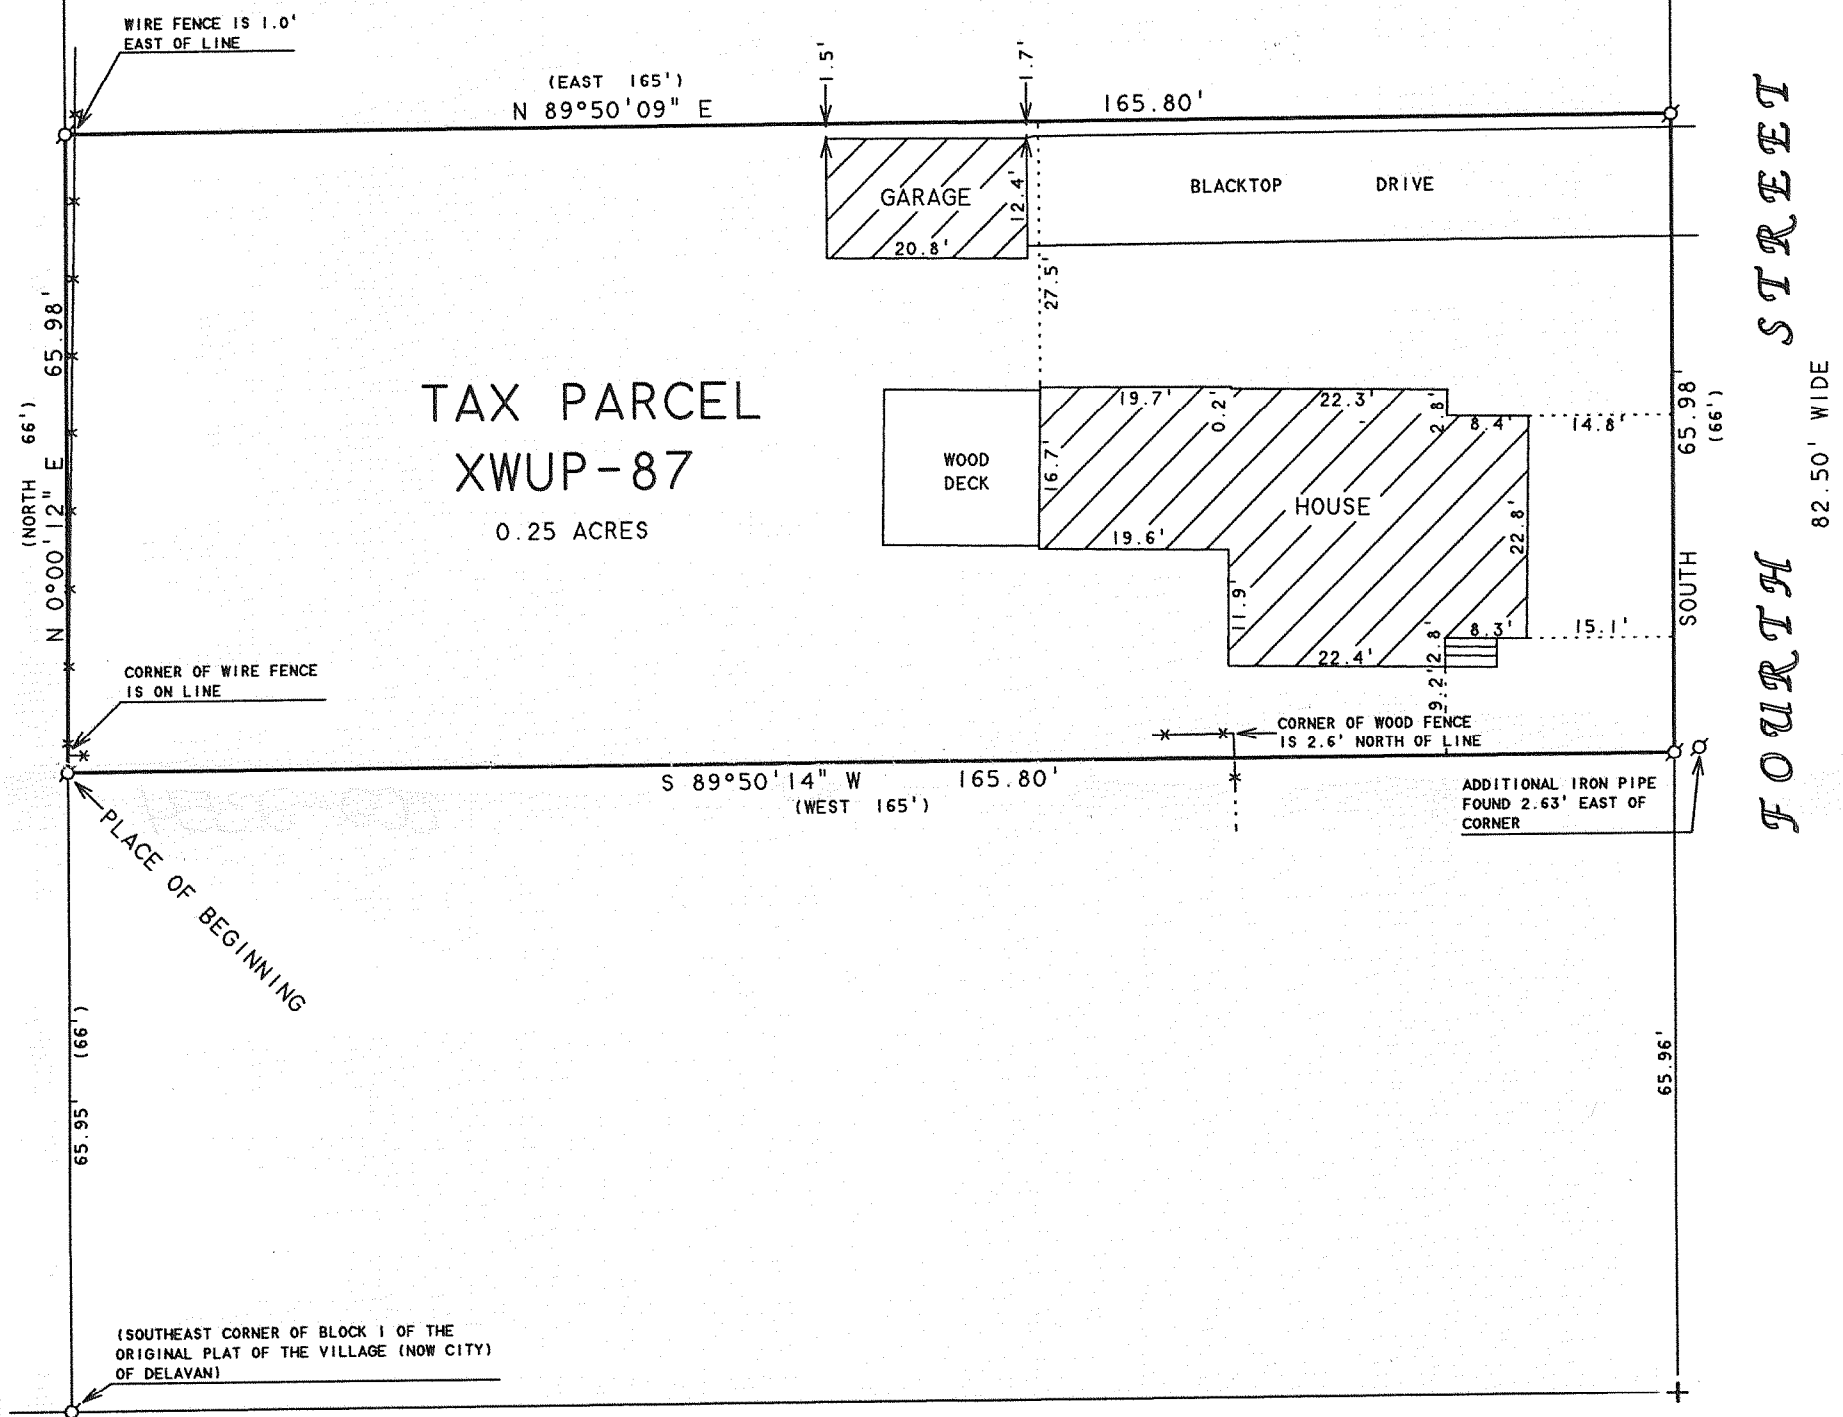 WIRE FENCE IS 1.0'
EAST OF LINE
(EAST 165')
N 89°50'09" E
1.5'
1.7'
165.80'
GARAGE
12.4'
20.8'
BLACKTOP DRIVE
27.5'
N 0°00'12" E 65.98'
(NORTH 66')
TAX PARCEL
XWUP-87
0.25 ACRES
WOOD
DECK
19.7'
0.2'
22.3'
2.8'
8.4'
14.8'
16.7'
HOUSE
22.8'
19.6'
11.9'
22.4'
2.8'
8.3'
15.1'
9.2'
SOUTH 65.98'
(66')
FOURTH STREET
82.50' WIDE
CORNER OF WIRE FENCE
IS ON LINE
CORNER OF WOOD FENCE
IS 2.6' NORTH OF LINE
S 89°50'14" W 165.80'
(WEST 165')
ADDITIONAL IRON PIPE
FOUND 2.63' EAST OF
CORNER
PLACE OF BEGINNING
65.95' (66')
65.96'
(SOUTHEAST CORNER OF BLOCK 1 OF THE
ORIGINAL PLAT OF THE VILLAGE (NOW CITY)
OF DELAVAN)